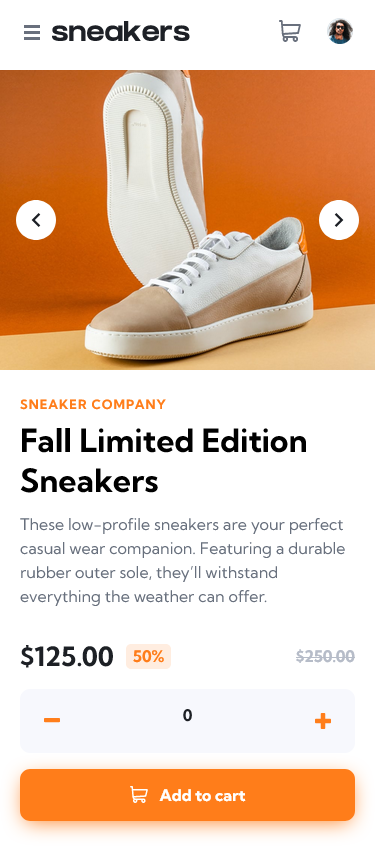 sneakers
SNEAKER COMPANY
Fall Limited Edition
Sneakers
These low-profile sneakers are your perfect
casual wear companion. Featuring a durable
rubber outer sole, they’ll withstand
everything the weather can offer.
$125.00 50% $250.00
0
Add to cart